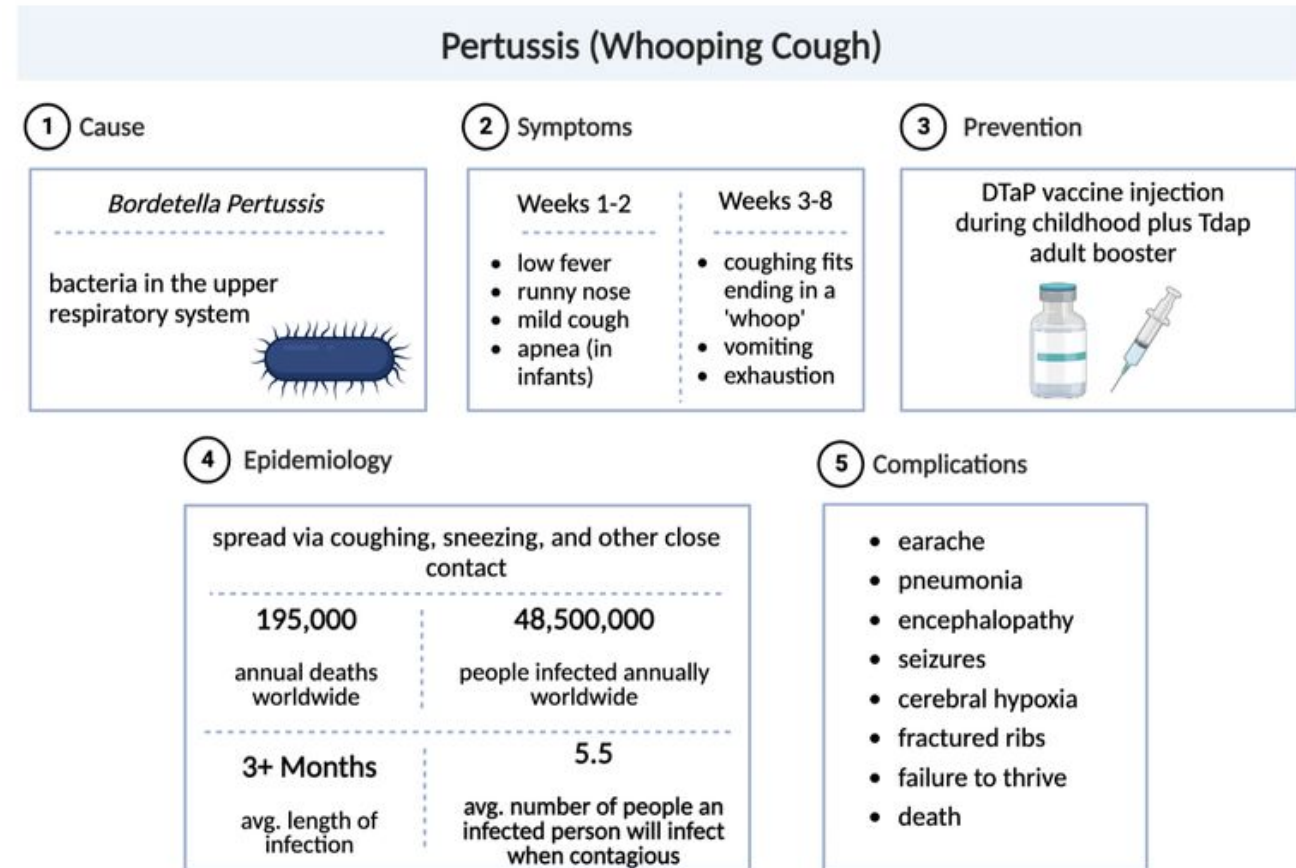 Pertussis (Whooping Cough)
1 Cause
Bordetella Pertussis
bacteria in the upper
respiratory system
2 Symptoms
Weeks 1-2
• low fever
• runny nose
• mild cough
• apnea (in
infants)
Weeks 3-8
• coughing fits
ending in a
'whoop'
• vomiting
• exhaustion
3 Prevention
DTaP vaccine injection
during childhood plus Tdap
adult booster
4 Epidemiology
spread via coughing, sneezing, and other close
contact
195,000
annual deaths
worldwide
48,500,000
people infected annually
worldwide
3+ Months
avg. length of
infection
5.5
avg. number of people an
infected person will infect
when contagious
5 Complications
• earache
• pneumonia
• encephalopathy
• seizures
• cerebral hypoxia
• fractured ribs
• failure to thrive
• death